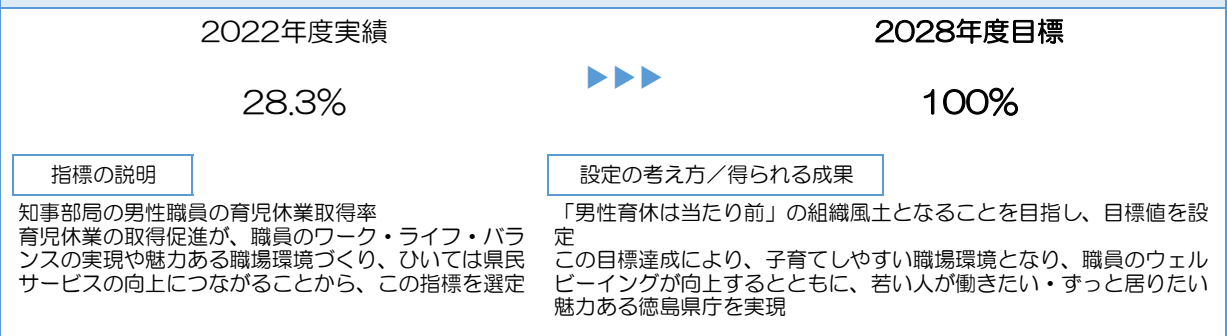 2022年度実績
2028年度目標
▶▶▶
28.3%
100%
指標の説明
知事部局の男性職員の育児休業取得率
育児休業の取得促進が、職員のワーク・ライフ・バラ
ンスの実現や魅力ある職場環境づくり、ひいては県民
サービスの向上につながることから、この指標を選定
設定の考え方／得られる成果
「男性育休は当たり前」の組織風土となることを目指し、目標値を設
定
この目標達成により、子育てしやすい職場環境となり、職員のウェル
ビーイングが向上するとともに、若い人が働きたい・ずっと居りたい
魅力ある徳島県庁を実現